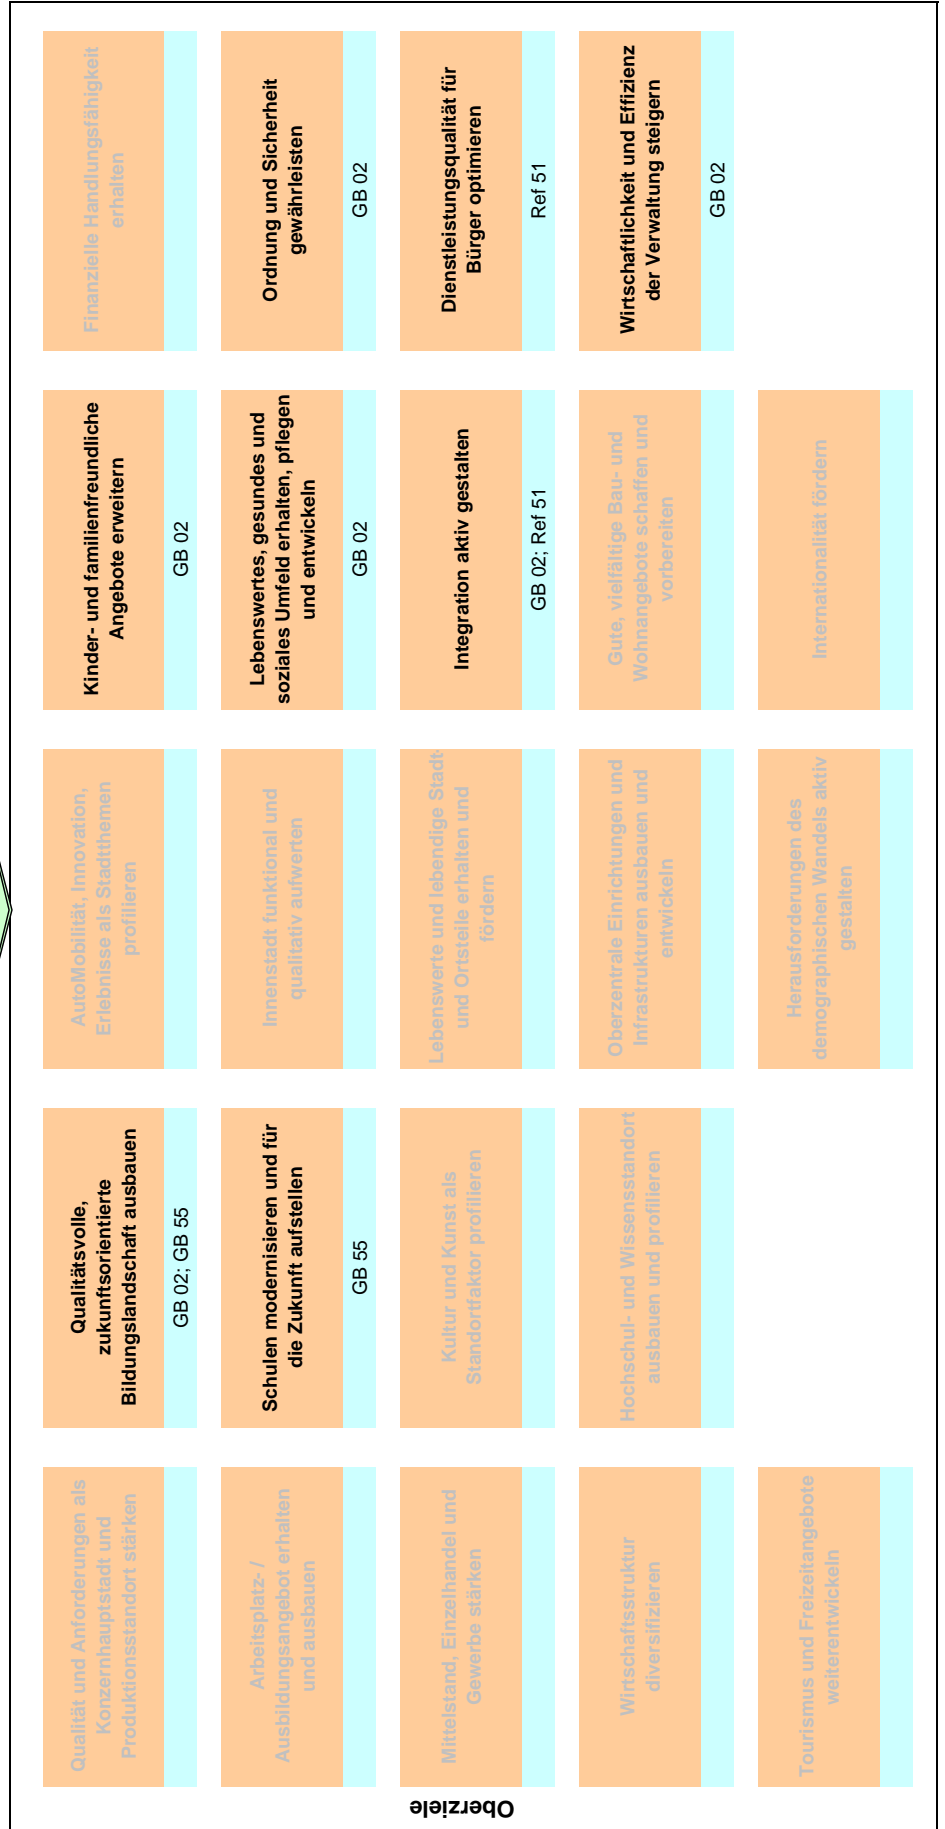 Oberziele
Qualität und Anforderungen als
Konzernhauptstadt und
Produktionsstandort stärken
Arbeitsplatz- /
Ausbildungsangebot erhalten
und ausbauen
Mittelstand, Einzelhandel und
Gewerbe stärken
Wirtschaftsstruktur
diversifizieren
Tourismus und Freizeitangebote
weiterentwickeln
Qualitätsvolle,
zukunftsorientierte
Bildungslandschaft ausbauen
GB 02; GB 55
Schulen modernisieren und für
die Zukunft aufstellen
GB 55
Kultur und Kunst als
Standortfaktor profilieren
Hochschul- und Wissensstandort
ausbauen und profilieren
AutoMobilität, Innovation,
Erlebnisse als Stadtthemen
profilieren
Innenstadt funktional und
qualitativ aufwerten
Lebenswerte und lebendige Stadt-
und Ortsteile erhalten und
fördern
Oberzentrale Einrichtungen und
Infrastrukturen ausbauen und
entwickeln
Herausforderungen des
demographischen Wandels aktiv
gestalten
Kinder- und familienfreundliche
Angebote erweitern
GB 02
Lebenswertes, gesundes und
soziales Umfeld erhalten, pflegen
und entwickeln
GB 02
Integration aktiv gestalten
GB 02; Ref 51
Gute, vielfältige Bau- und
Wohnangebote schaffen und
vorbereiten
Internationalität fördern
Finanzielle Handlungsfähigkeit
erhalten
Ordnung und Sicherheit
gewährleisten
GB 02
Dienstleistungsqualität für
Bürger optimieren
Ref 51
Wirtschaftlichkeit und Effizienz
der Verwaltung steigern
GB 02